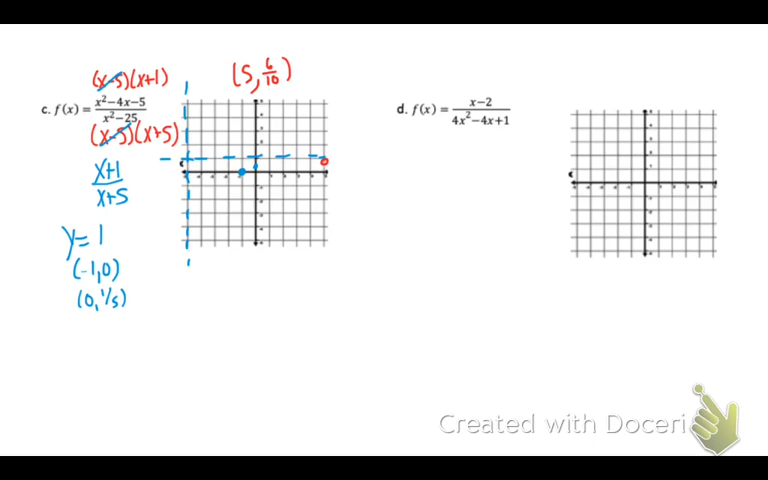 (x-5)(x+1)
c. f(x) = x²-4x-5 / x²-25
(x-5)(x+5)
x+1 / x+5
y=1
(-1,0)
(0, 1/5)
(5, 6/10)
d. f(x) = x-2 / 4x²-4x+1
Created with Doceri